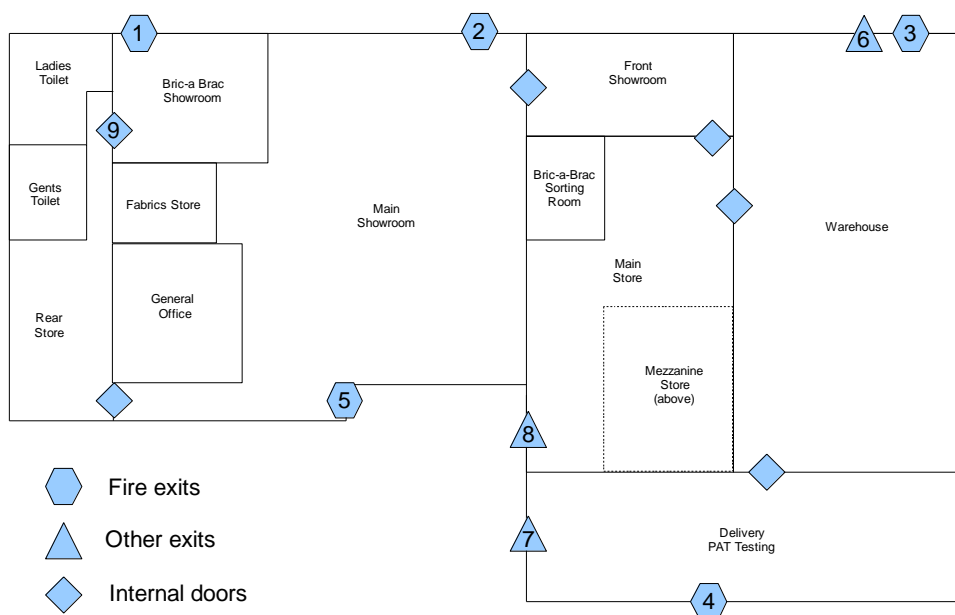 1
2
6
3
Ladies
Toilet
Bric-a Brac
Showroom
Front
Showroom
9
Gents
Toilet
Fabrics Store
Main
Showroom
Bric-a-Brac
Sorting
Room
Warehouse
Main
Store
General
Office
Rear
Store
Mezzanine
Store
(above)
5
8
Fire exits
Other exits
7
Delivery
PAT Testing
Internal doors
4